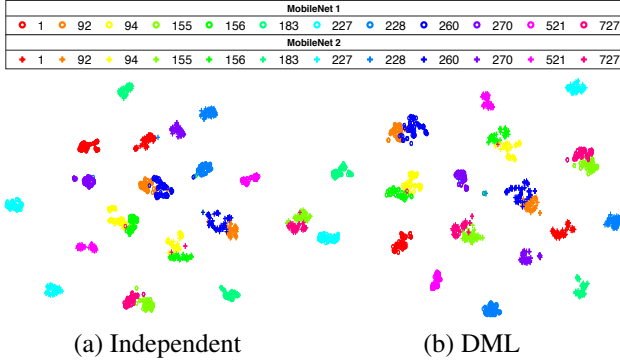 MobileNet 1
1 92 94 155 156 183 227 228 260 270 521 727
MobileNet 2
1 92 94 155 156 183 227 228 260 270 521 727
(a) Independent (b) DML